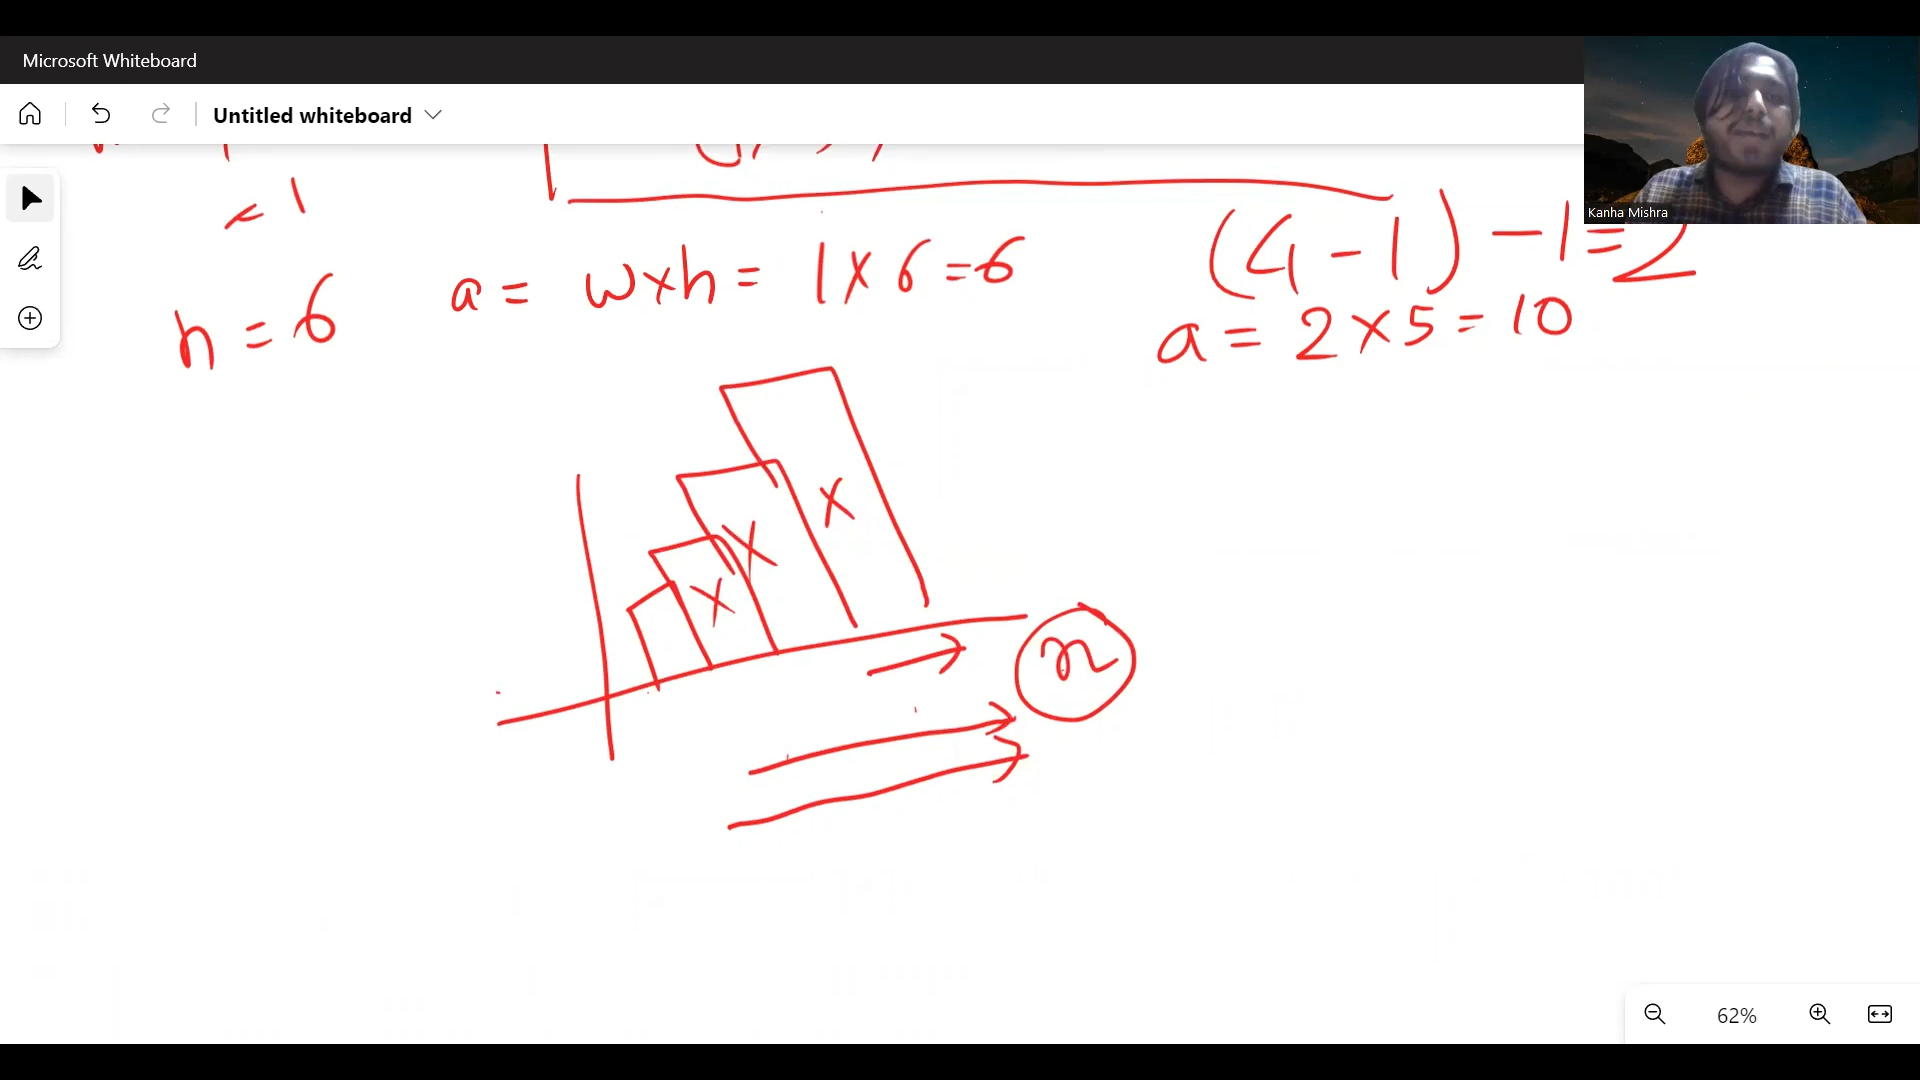 Microsoft Whiteboard
Untitled whiteboard
Kanha Mishra
(4-1)-1=2
h=6
a = w×h = 1×6=6
a = 2×5=10
X
X
X
n
62%